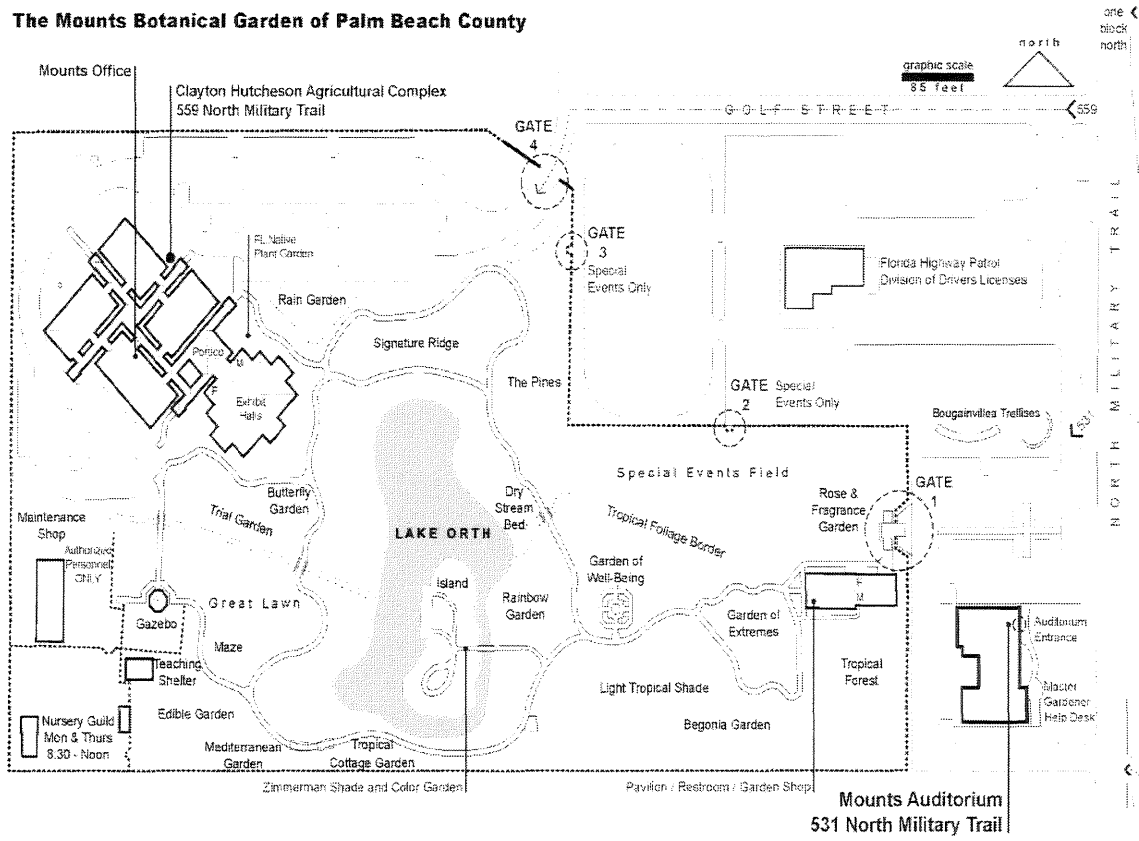 The Mounts Botanical Garden of Palm Beach County
one
block
north
north
graphic scale
85 feet
Mounts Office
Clayton Hutcheson Agricultural Complex
559 North Military Trail
GOLF STREET
559
GATE
4
GATE
3
Special
Events Only
FL Native
Plant Garden
Florida Highway Patrol
Division of Drivers Licenses
NORTH MILITARY TRAIL
Rain Garden
Signature Ridge
Portico
M
F
Exhibit
Halls
The Pines
GATE
2
Special
Events Only
Bougainvillea Trellises
531
Special Events Field
GATE
1
Rose &
Fragrance
Garden
Butterfly
Garden
Trial Garden
Dry
Stream
Bed
Tropical Foliage Border
LAKE ORTH
Maintenance
Shop
Authorized
Personnel
ONLY
Garden of
Well-Being
Island
Rainbow
Garden
F
M
Great Lawn
Gazebo
Garden of
Extremes
Auditorium
Entrance
Maze
Teaching
Shelter
Tropical
Forest
Light Tropical Shade
Master
Gardener
Help Desk
Edible Garden
Begonia Garden
Nursery Guild
Mon & Thurs
8.30 - Noon
Mediterranean
Garden
Tropical
Cottage Garden
Zimmerman Shade and Color Garden
Pavilion / Restroom / Garden Shop
Mounts Auditorium
531 North Military Trail